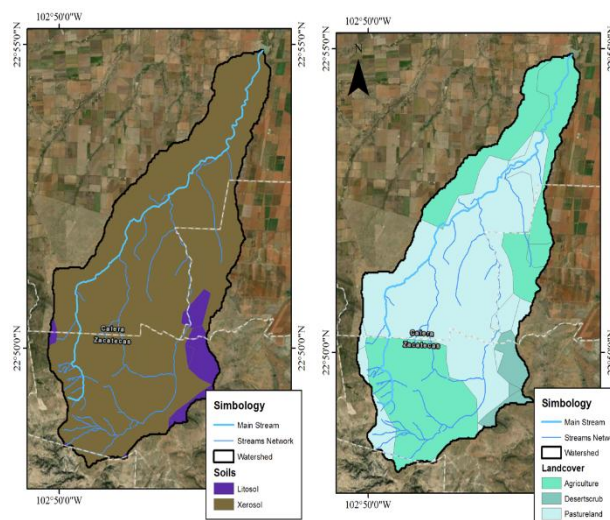 102°50'0"W
102°50'0"W
22°55'0"N
22°55'0"N
N
Calera
Zacatecas
Calera
Zacatecas
22°50'0"N
22°50'0"N
Simbology
Main Stream
Streams Network
Watershed
Soils
Litosol
Xerosol
Simbology
Main Stream
Streams Netw
Watershed
Landcover
Agriculture
Desertscrub
Pastureland
102°50'0"W
102°50'0"W